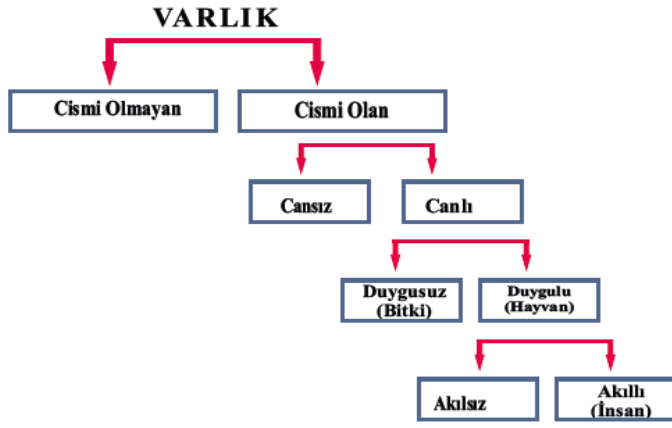 VARLIK
Cismi Olmayan
Cismi Olan
Cansız
Canlı
Duygusuz
(Bitki)
Duygulu
(Hayvan)
Akılsız
Akıllı
(İnsan)